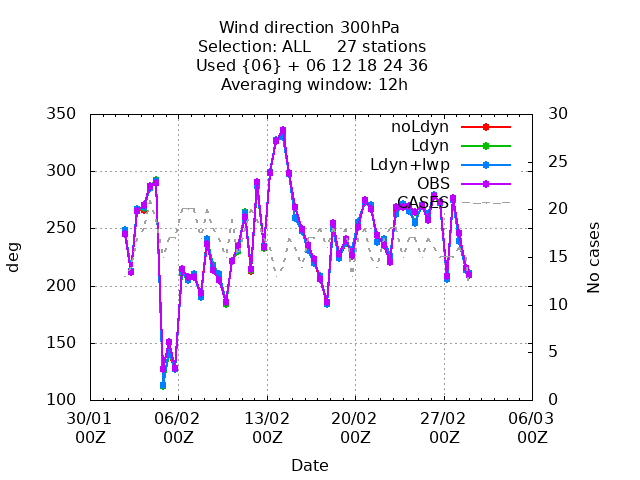 Wind direction 300hPa
Selection: ALL     27 stations
Used {06} + 06 12 18 24 36
Averaging window: 12h
noLdyn
Ldyn
Ldyn+lwp
OBS
CASES
350
300
250
200
150
100
deg
30
25
20
15
10
5
0
No cases
30/01 06/02 13/02 20/02 27/02 06/03
00Z 00Z 00Z 00Z 00Z 00Z
Date